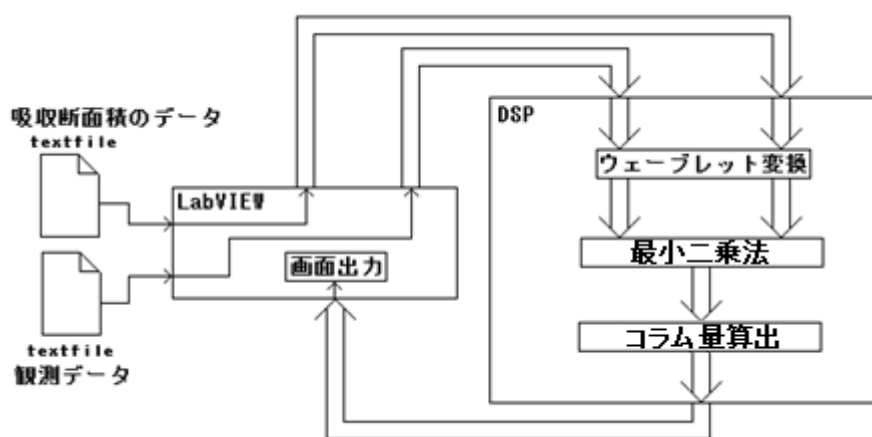 吸収断面積のデータ
textfile
LabVIEW
画面出力
textfile
観測データ
DSP
ウェーブレット変換
最小二乗法
コラム量算出